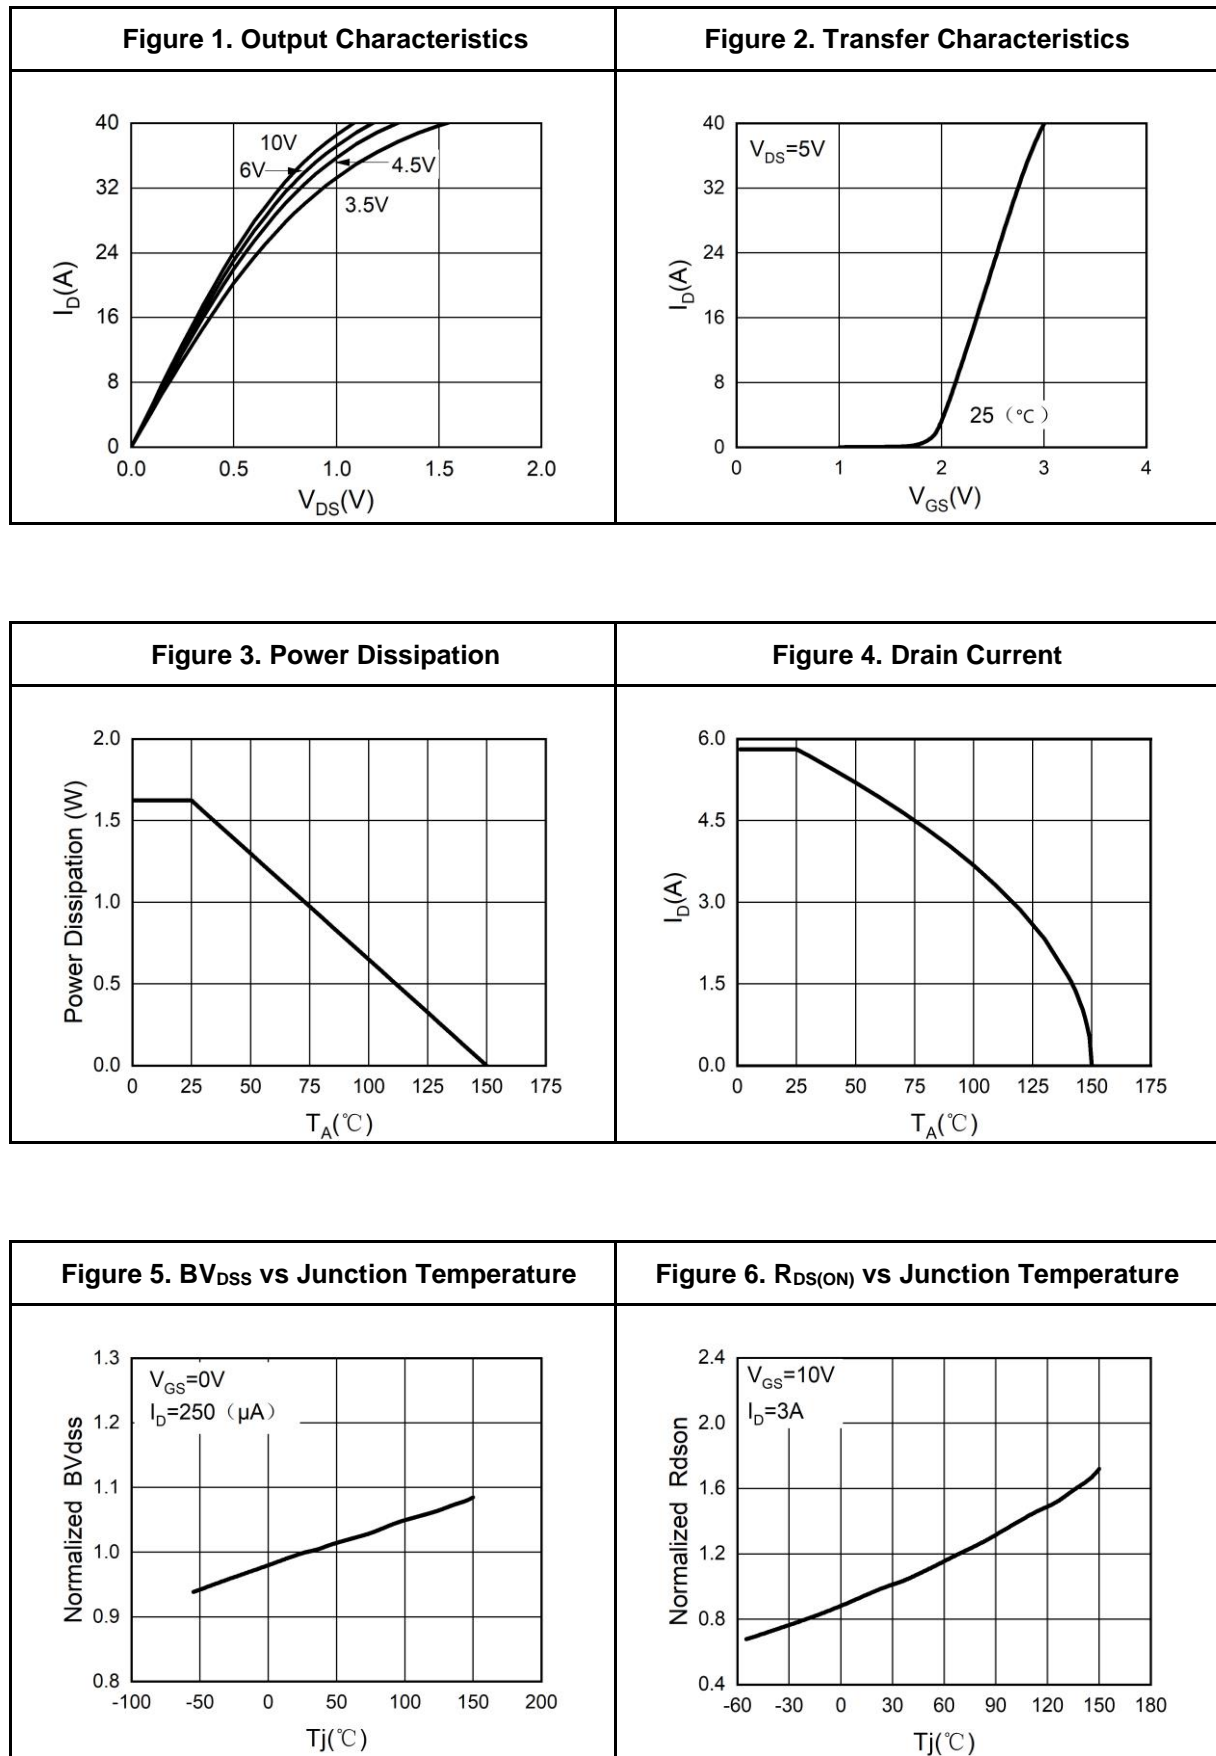 Figure 1. Output Characteristics
Figure 2. Transfer Characteristics
40
32
24
16
8
0
I_D(A)
10V
6V
4.5V
3.5V
0.0 0.5 1.0 1.5 2.0
V_DS(V)
40
32
24
16
8
0
I_D(A)
V_DS=5V
25（℃）
0 1 2 3 4
V_GS(V)
Figure 3. Power Dissipation
Figure 4. Drain Current
2.0
1.5
1.0
0.5
0.0
Power Dissipation (W)
0 25 50 75 100 125 150 175
T_A(℃)
6.0
4.5
3.0
1.5
0.0
I_D(A)
0 25 50 75 100 125 150 175
T_A(℃)
Figure 5. BV_DSS vs Junction Temperature
Figure 6. R_DS(ON) vs Junction Temperature
1.3
1.2
1.1
1.0
0.9
0.8
Normalized BVdss
V_GS=0V
I_D=250（μA）
-100 -50 0 50 100 150 200
Tj(℃)
2.4
2.0
1.6
1.2
0.8
0.4
Normalized Rdson
V_GS=10V
I_D=3A
-60 -30 0 30 60 90 120 150 180
Tj(℃)